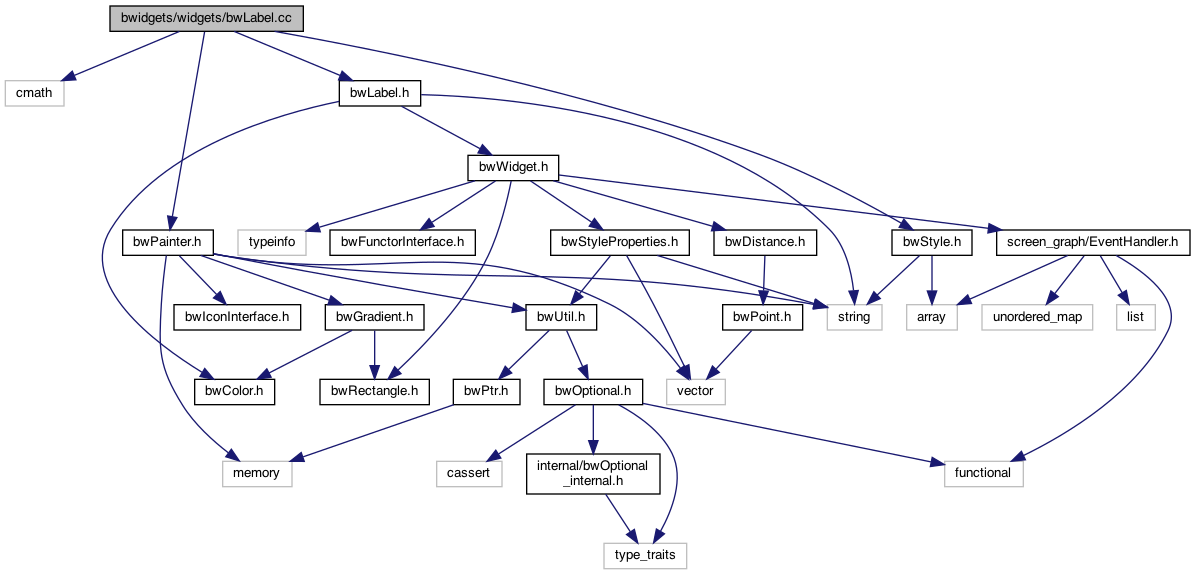 bwidgets/widgets/bwLabel.cc
cmath
bwLabel.h
bwWidget.h
bwPainter.h
typeinfo
bwFunctorInterface.h
bwStyleProperties.h
bwDistance.h
bwStyle.h
screen_graph/EventHandler.h
bwIconInterface.h
bwGradient.h
bwUtil.h
bwPoint.h
string
array
unordered_map
list
bwColor.h
bwRectangle.h
bwPtr.h
bwOptional.h
vector
memory
cassert
internal/bwOptional
_internal.h
functional
type_traits